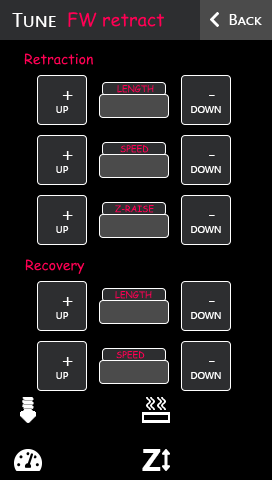 TUNE FW retract BACK
Retraction
+ LENGTH -
UP DOWN
+ SPEED -
UP DOWN
+ Z-RAISE -
UP DOWN
Recovery
+ LENGTH -
UP DOWN
+ SPEED -
UP DOWN
Z